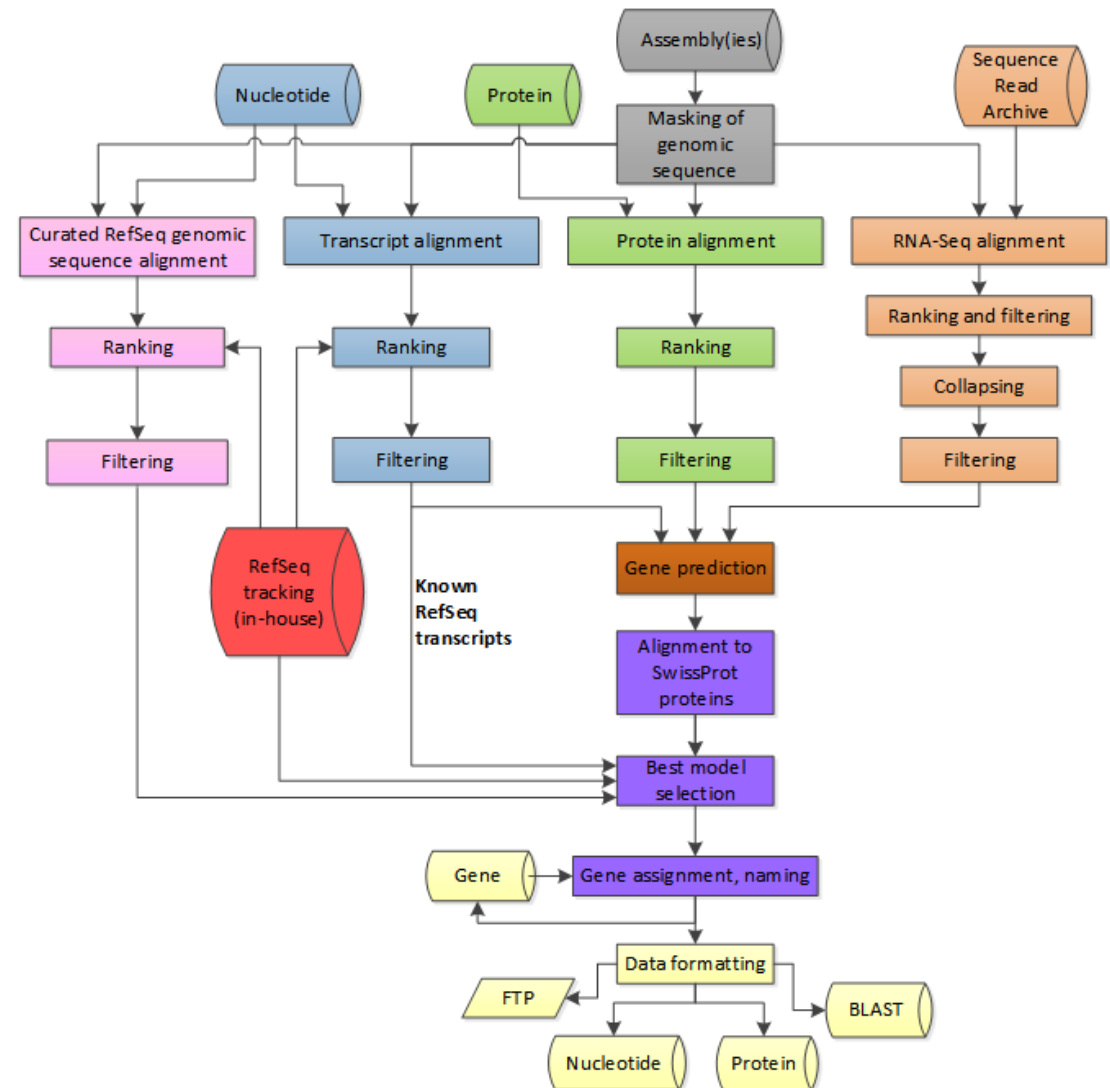 Assembly(ies)
Nucleotide
Protein
Sequence
Read
Archive
Masking of
genomic
sequence
Curated RefSeq genomic
sequence alignment
Transcript alignment
Protein alignment
RNA-Seq alignment
Ranking
Ranking
Ranking
Ranking and filtering
Collapsing
Filtering
Filtering
Filtering
Filtering
RefSeq
tracking
(in-house)
Known
RefSeq
transcripts
Gene prediction
Alignment to
SwissProt
proteins
Best model
selection
Gene
Gene assignment, naming
Data formatting
FTP
BLAST
Nucleotide
Protein